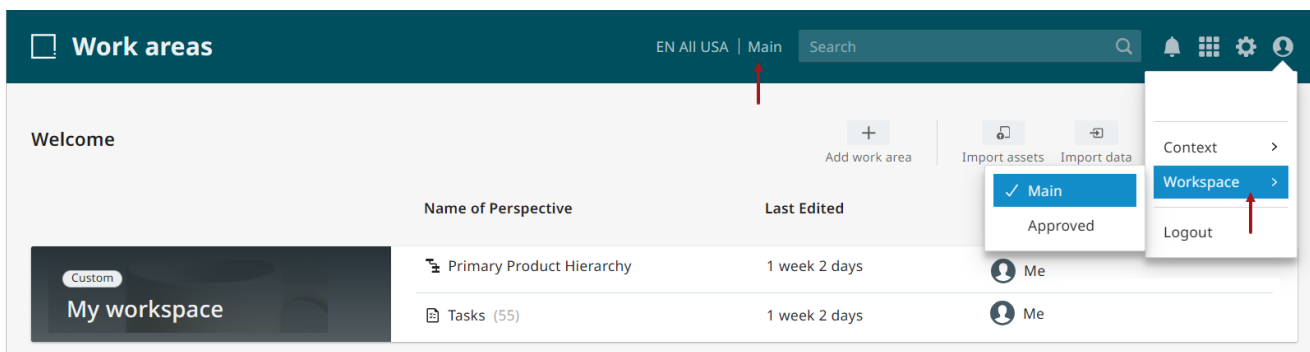 Work areas
EN All USA | Main
Search
Welcome
Add work area
Import assets
Import data
Context
Workspace
Logout
Main
Approved
Name of Perspective
Last Edited
Custom
My workspace
Primary Product Hierarchy
1 week 2 days
Me
Tasks (55)
1 week 2 days
Me